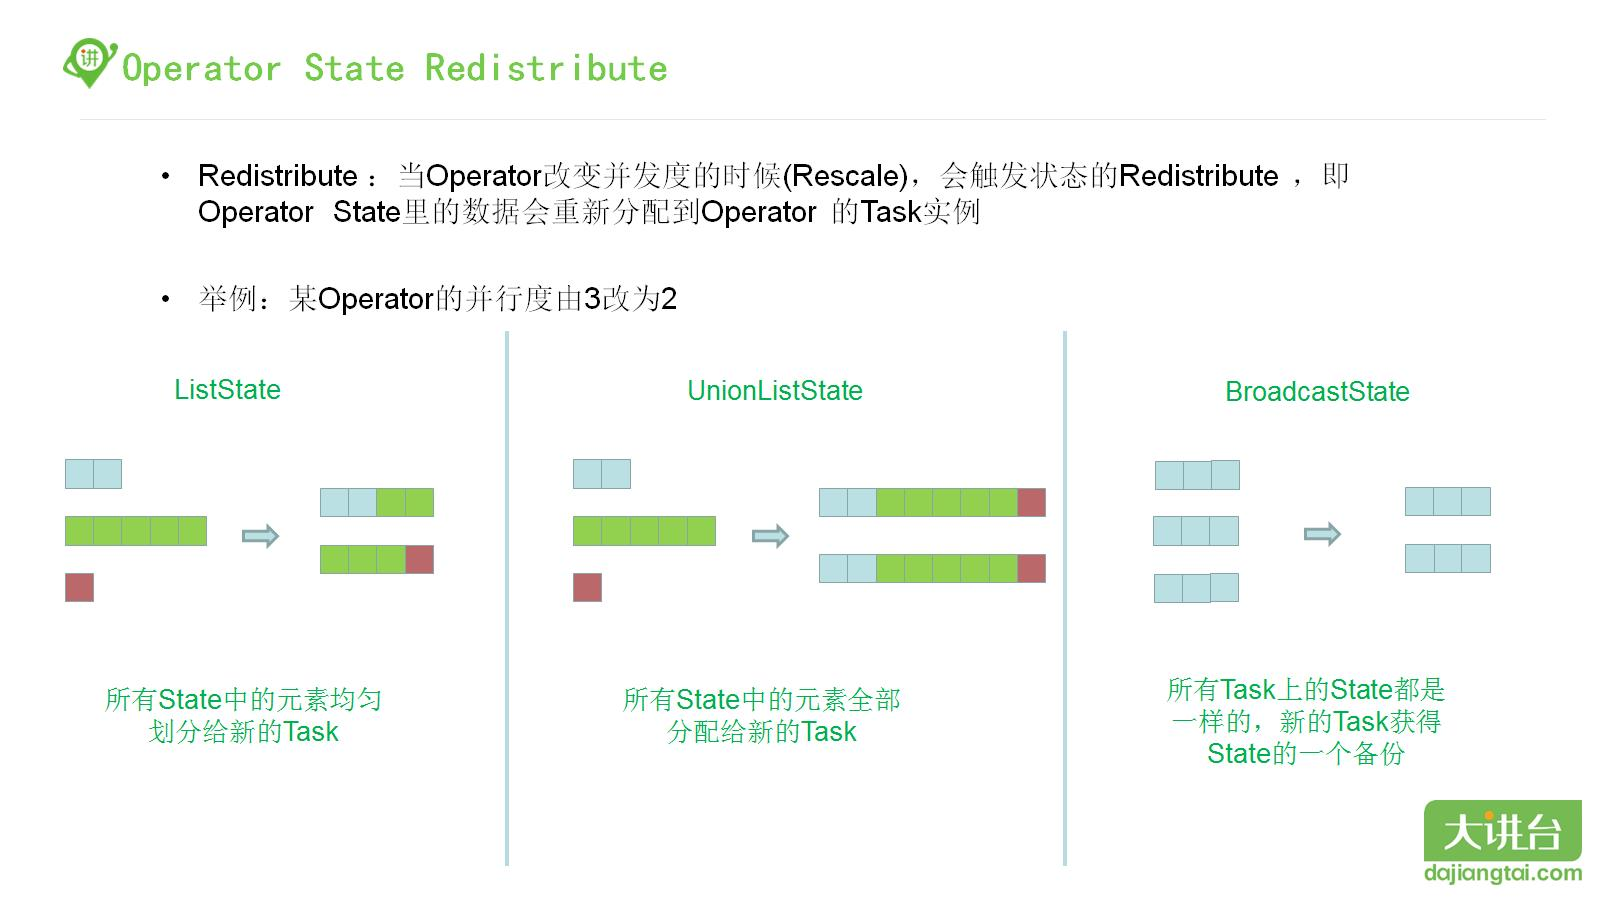 讲
Operator State Redistribute
• Redistribute ：当Operator改变并发度的时候(Rescale)，会触发状态的Redistribute ，即
Operator State里的数据会重新分配到Operator 的Task实例
• 举例：某Operator的并行度由3改为2
ListState
UnionListState
BroadcastState
所有State中的元素均匀
划分给新的Task
所有State中的元素全部
分配给新的Task
所有Task上的State都是
一样的，新的Task获得
State的一个备份
大讲台
dajiangtai.com